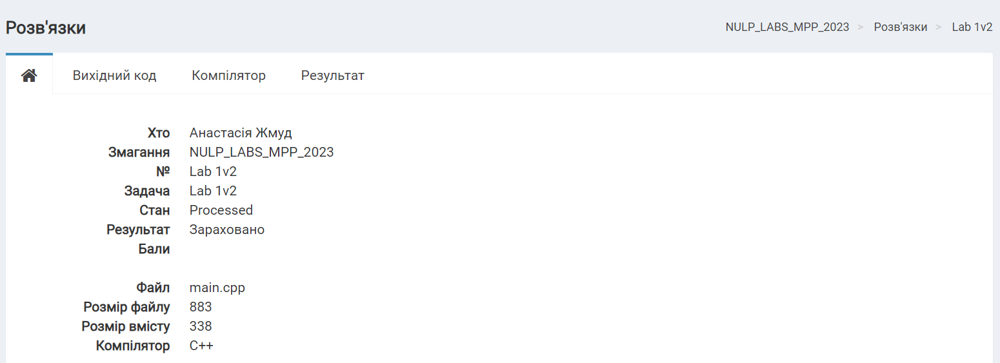 Розв'язки
NULP_LABS_MPP_2023 > Розв'язки > Lab 1v2
Вихідний код Компілятор Результат
Хто Анастасія Жмуд
Змагання NULP_LABS_MPP_2023
№ Lab 1v2
Задача Lab 1v2
Стан Processed
Результат Зараховано
Бали
Файл main.cpp
Розмір файлу 883
Розмір вмісту 338
Компілятор C++